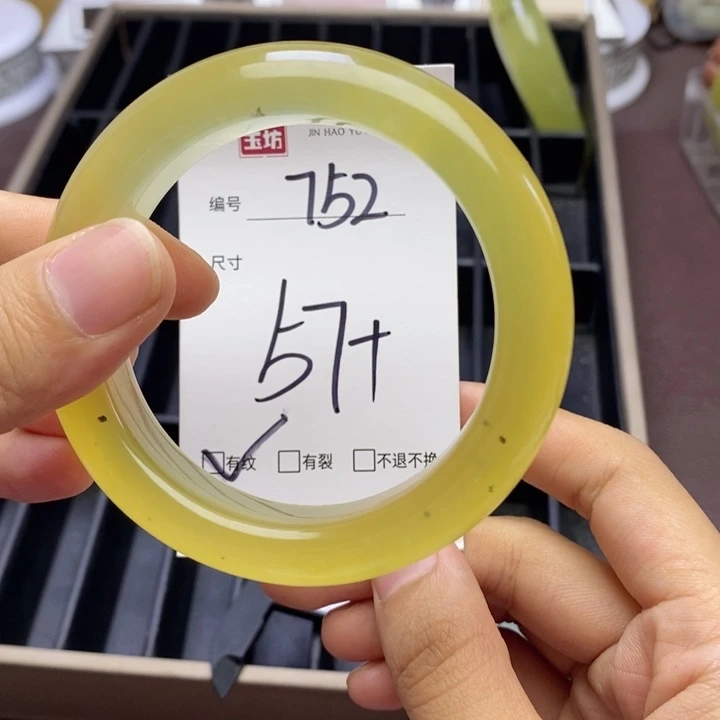 玉坊
JIN HAO YU
编号 752
尺寸
57+
有纹 有裂 不退不换